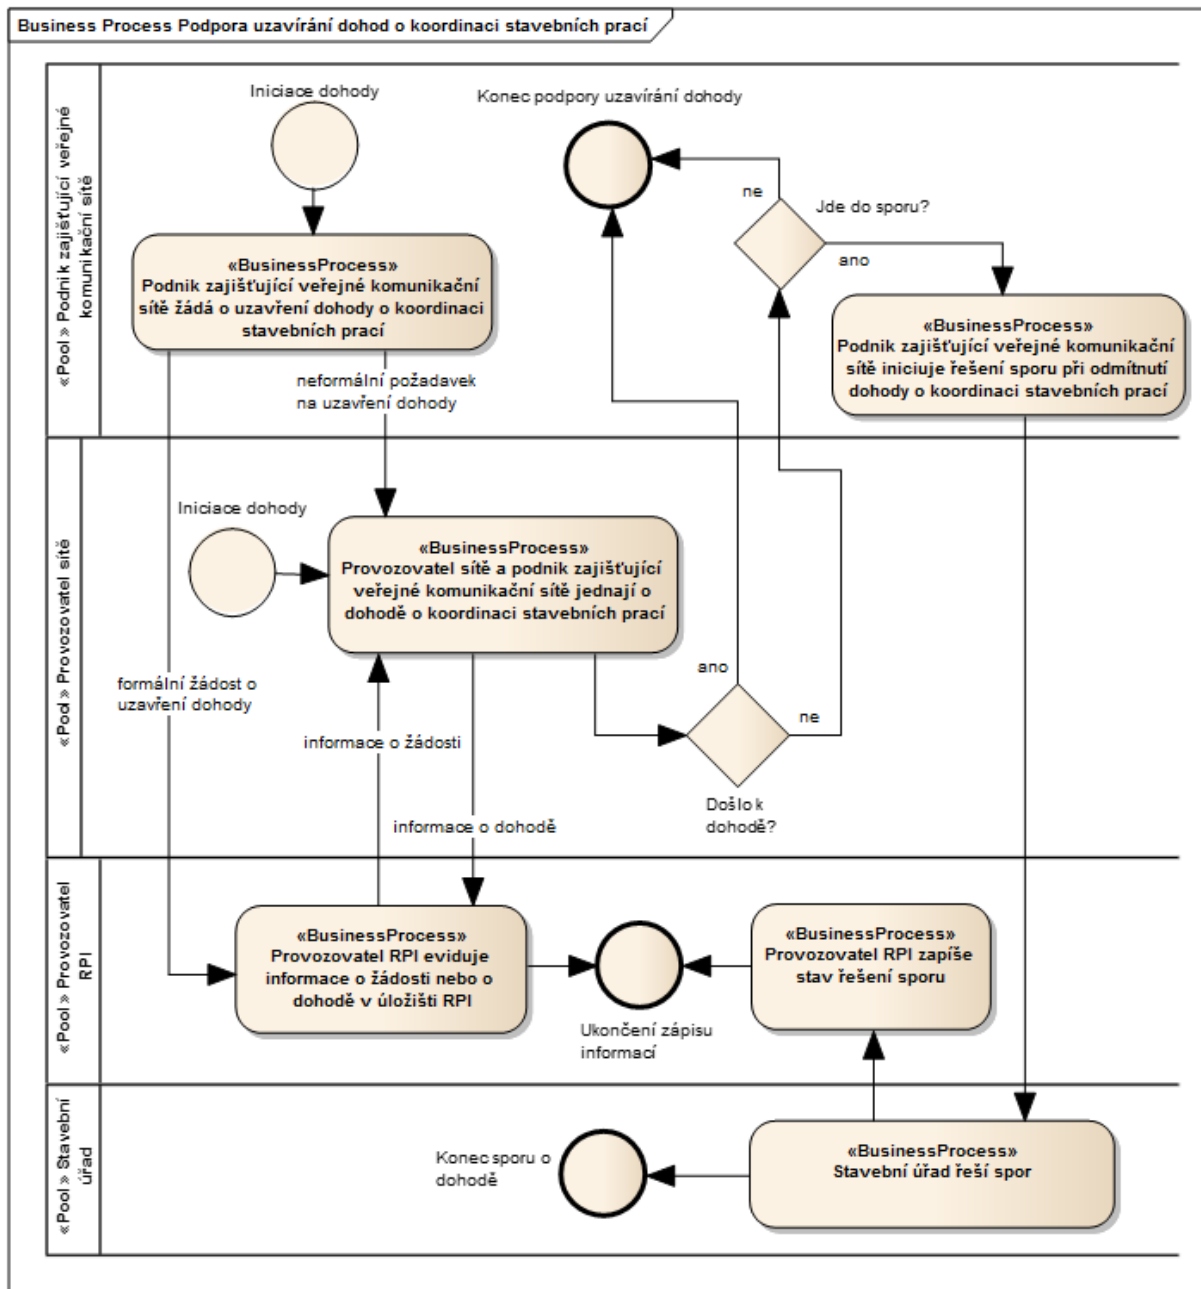 Business Process Podpora uzavírání dohod o koordinaci stavebních prací
«Pool» Podnik zajišťující veřejné
komunikační sítě
Iniciace dohody
Konec podpory uzavírání dohody
ne
Jde do sporu?
ano
«BusinessProcess»
Podnik zajišťující veřejné komunikační
sítě žádá o uzavření dohody o koordinaci
stavebních prací
«BusinessProcess»
Podnik zajišťující veřejné komunikační
sítě iniciuje řešení sporu při odmítnutí
dohody o koordinaci stavebních prací
neformální požadavek
na uzavření dohody
«Pool» Provozovatel sítě
Iniciace dohody
«BusinessProcess»
Provozovatel sítě a podnik zajišťující
veřejné komunikační sítě jednají o
dohodě o koordinaci stavebních prací
formální žádost o
uzavření dohody
ano
ne
informace o žádosti
Došlo k
dohodě?
informace o dohodě
«Pool» Provozovatel
RPI
«BusinessProcess»
Provozovatel RPI eviduje
informace o žádosti nebo o
dohodě v úložišti RPI
«BusinessProcess»
Provozovatel RPI zapíše
stav řešení sporu
Ukončení zápisu
informací
«Pool» Stavební
úřad
Konec sporu o
dohodě
«BusinessProcess»
Stavební úřad řeší spor